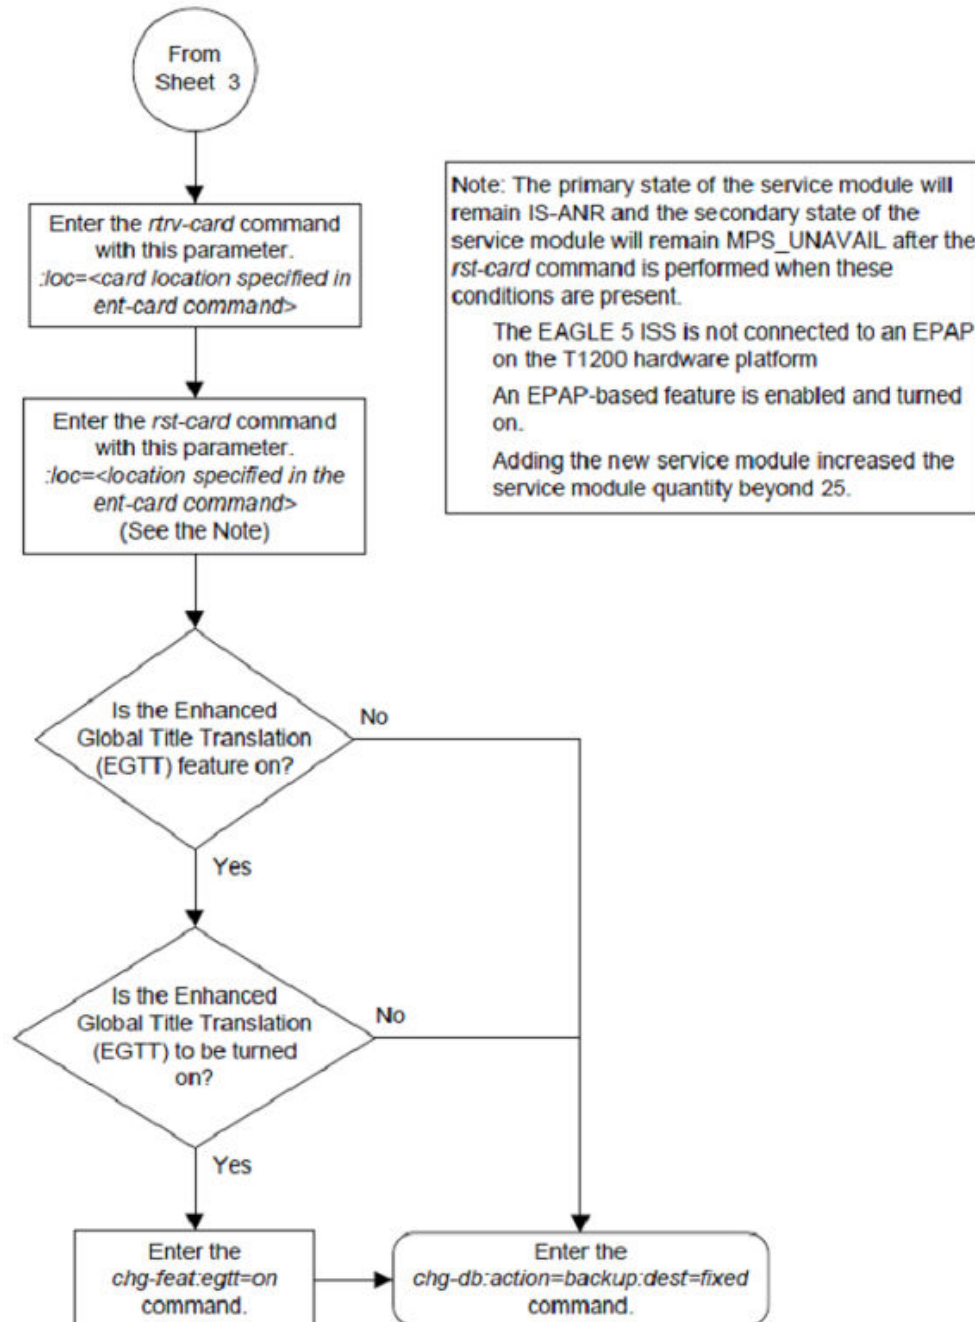 From
Sheet 3
Enter the rtrv-card command
with this parameter.
:loc=<card location specified in
ent-card command>
Enter the rst-card command
with this parameter.
:loc=<location specified in the
ent-card command>
(See the Note)
Note: The primary state of the service module will
remain IS-ANR and the secondary state of the
service module will remain MPS_UNAVAIL after the
rst-card command is performed when these
conditions are present.
The EAGLE 5 ISS is not connected to an EPAP
on the T1200 hardware platform
An EPAP-based feature is enabled and turned
on.
Adding the new service module increased the
service module quantity beyond 25.
Is the Enhanced
Global Title Translation
(EGTT) feature on?
No
Yes
Is the Enhanced
Global Title Translation
(EGTT) to be turned
on?
No
Yes
Enter the
chg-feat:egtt=on
command.
Enter the
chg-db:action=backup:dest=fixed
command.